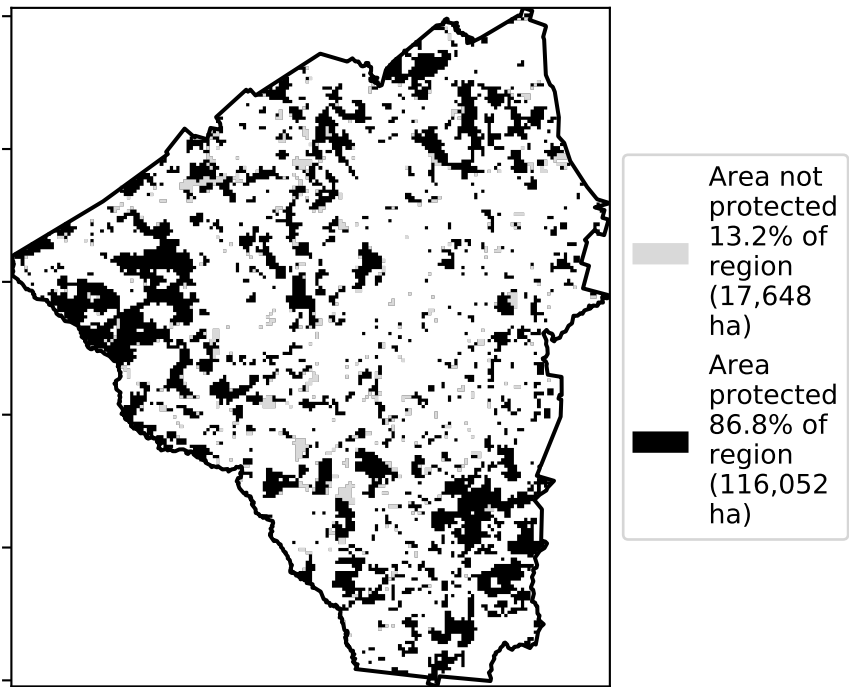 Area not
protected
13.2% of
region
(17,648
ha)
Area
protected
86.8% of
region
(116,052
ha)